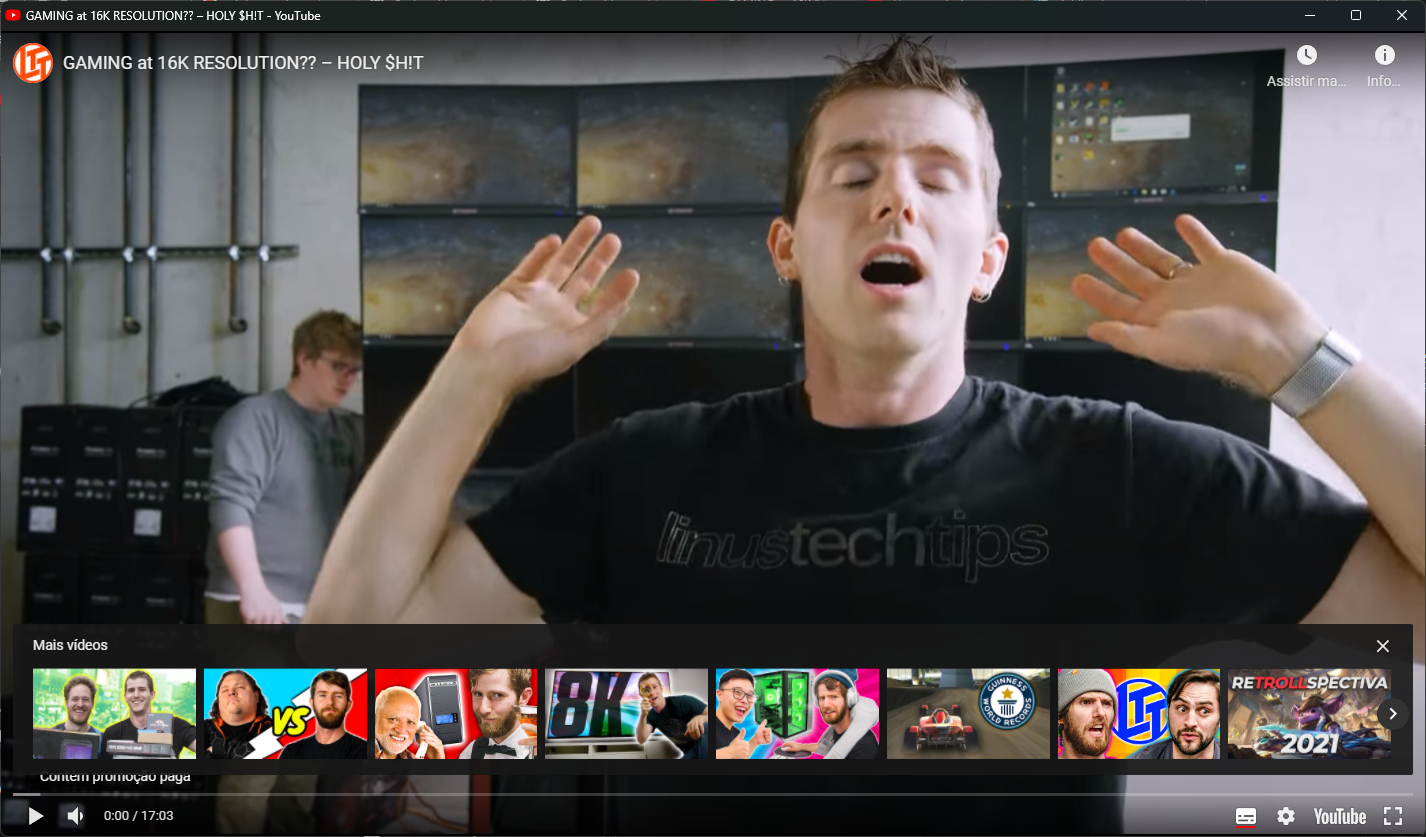 GAMING at 16K RESOLUTION?? – HOLY $H!T - YouTube
GAMING at 16K RESOLUTION?? – HOLY $H!T
Assistir ma...
Info...
linustechtips
Mais vídeos
VS
8K
GUINNESS
WORLD RECORDS
RETROLLSPECTIVA
2021
Contém promoção paga
0:00 / 17:03
YouTube